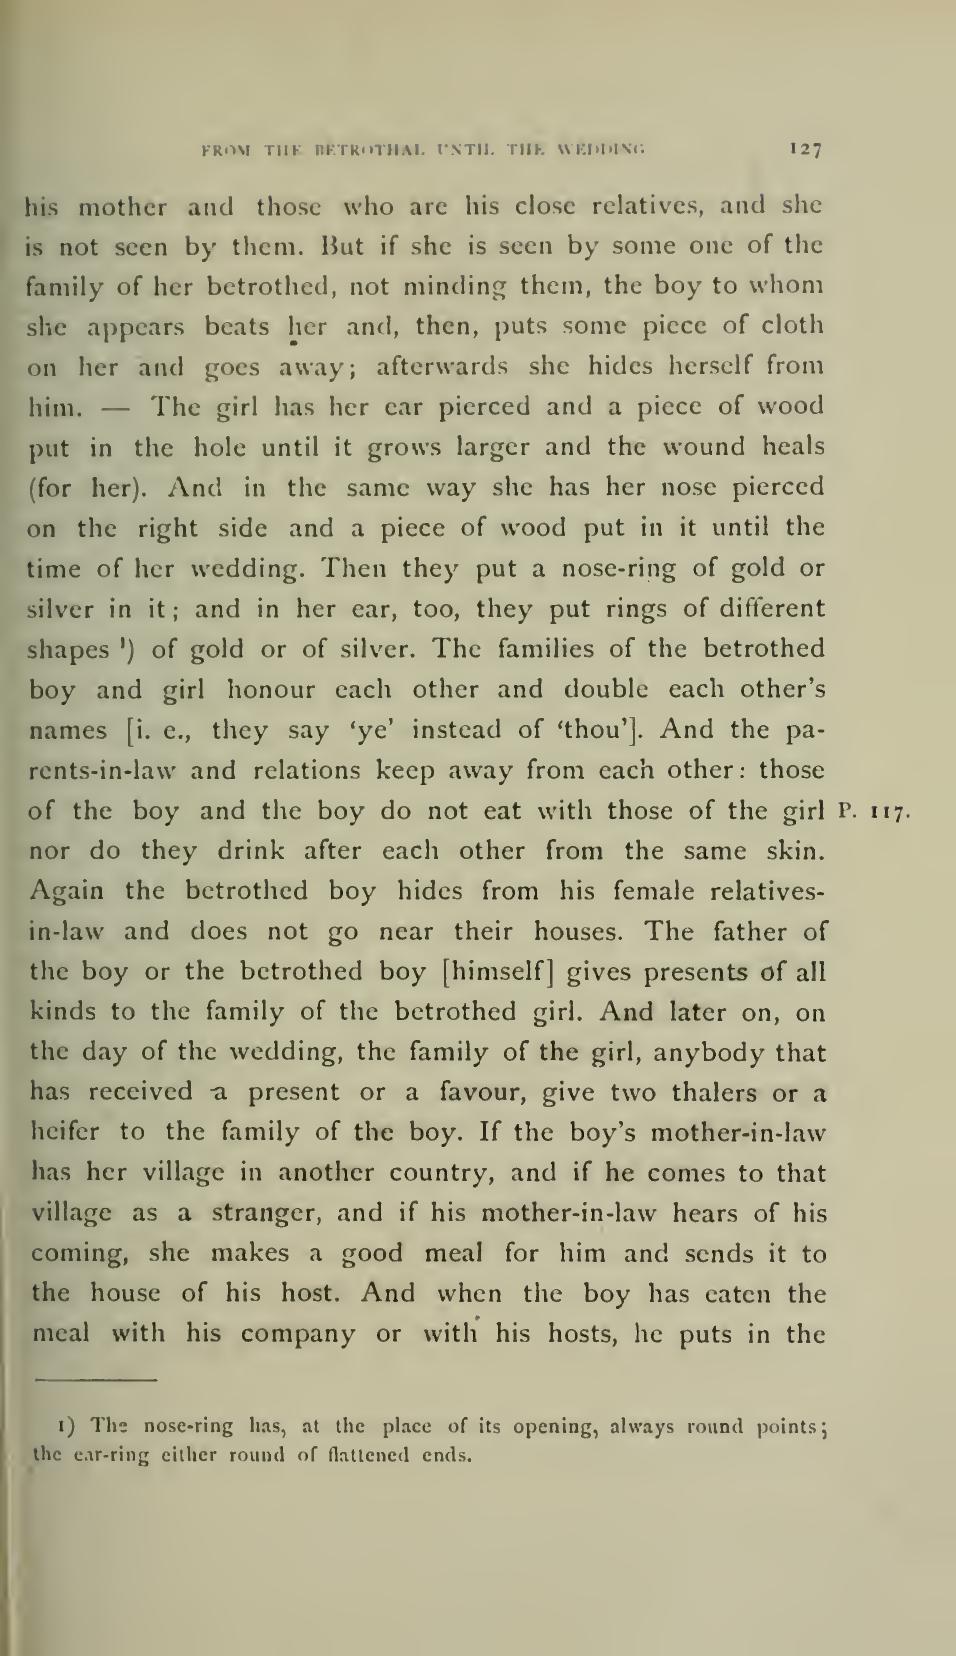 FROM THE BETROTHAL UNTIL THE WEDDING 127
his mother and those who are his close relatives, and she
is not seen by them. But if she is seen by some one of the
family of her betrothed, not minding them, the boy to whom
she appears beats her and, then, puts some piece of cloth
on her and goes away; afterwards she hides herself from
him. — The girl has her ear pierced and a piece of wood
put in the hole until it grows larger and the wound heals
(for her). And in the same way she has her nose pierced
on the right side and a piece of wood put in it until the
time of her wedding. Then they put a nose-ring of gold or
silver in it; and in her ear, too, they put rings of different
shapes ¹) of gold or of silver. The families of the betrothed
boy and girl honour each other and double each other's
names [i. e., they say ‘ye’ instead of ‘thou’]. And the pa-
rents-in-law and relations keep away from each other: those
of the boy and the boy do not eat with those of the girl P. 117.
nor do they drink after each other from the same skin.
Again the betrothed boy hides from his female relatives-
in-law and does not go near their houses. The father of
the boy or the betrothed boy [himself] gives presents of all
kinds to the family of the betrothed girl. And later on, on
the day of the wedding, the family of the girl, anybody that
has received a present or a favour, give two thalers or a
heifer to the family of the boy. If the boy's mother-in-law
has her village in another country, and if he comes to that
village as a stranger, and if his mother-in-law hears of his
coming, she makes a good meal for him and sends it to
the house of his host. And when the boy has eaten the
meal with his company or with his hosts, he puts in the
1) The nose-ring has, at the place of its opening, always round points;
the ear-ring either round of flattened ends.